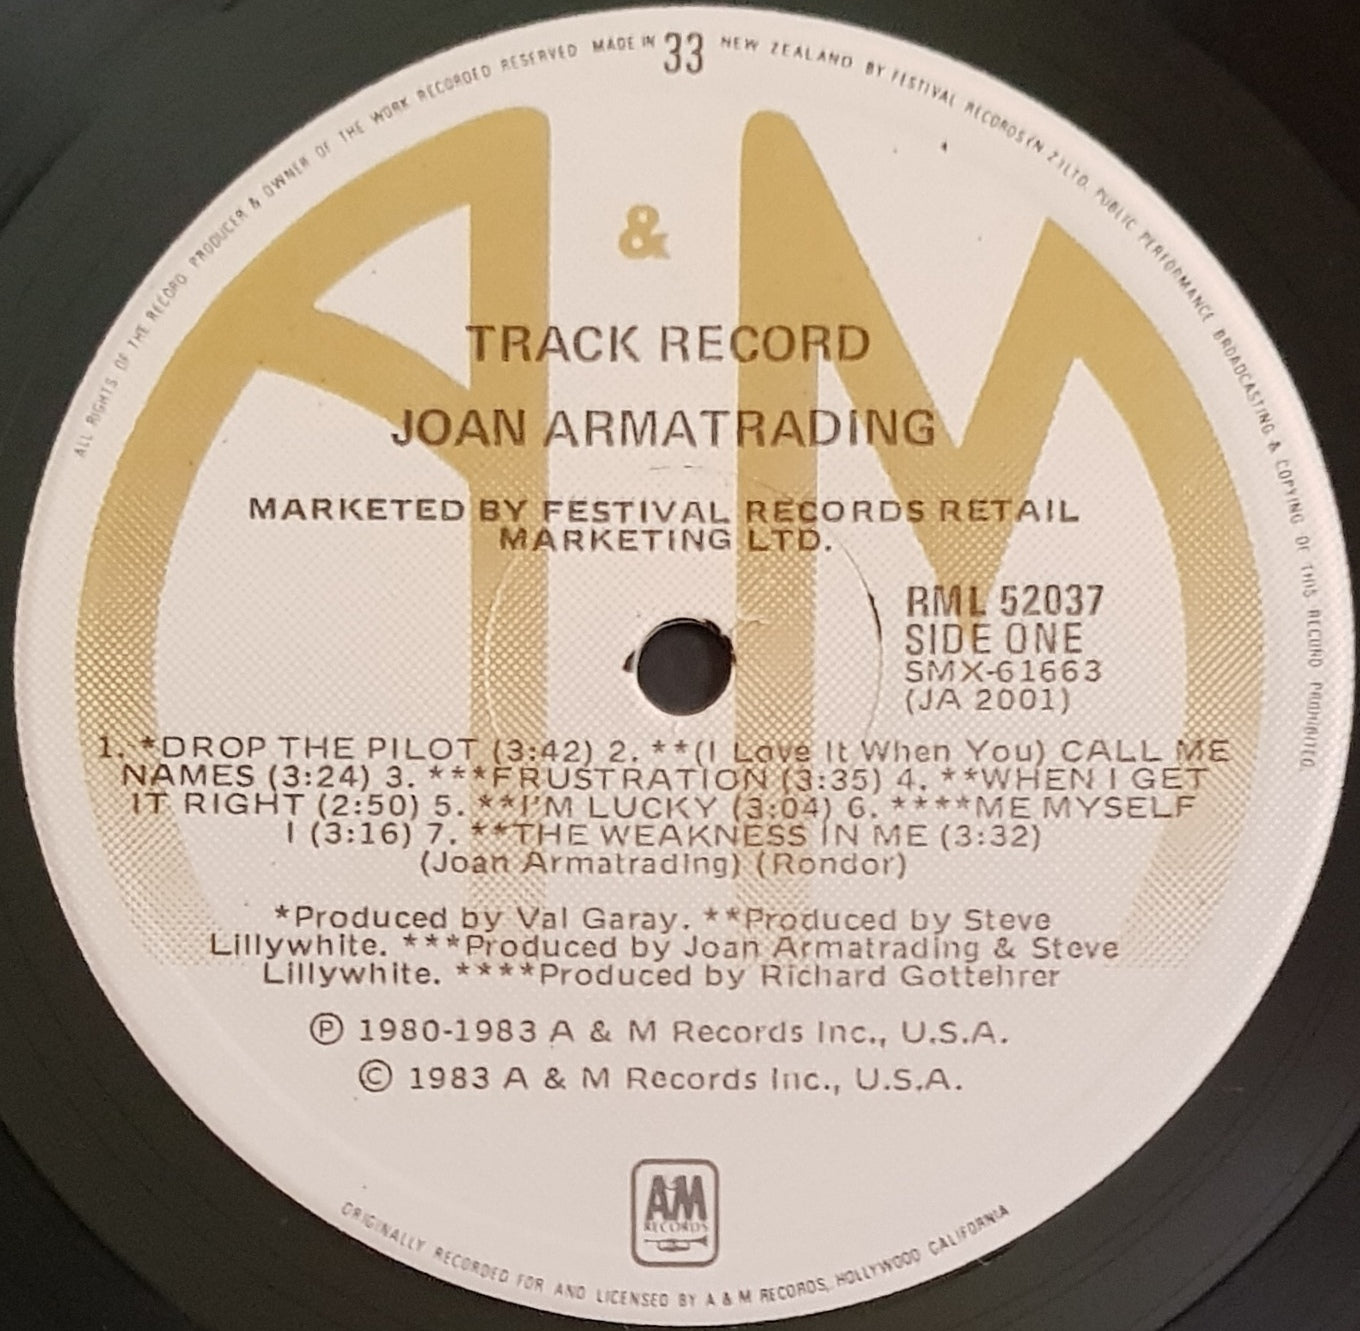 ALL RIGHTS OF THE RECORD PRODUCER & OWNER OF THE WORK RECORDED RESERVED MADE IN 33 NEW ZEALAND BY FESTIVAL RECORDS (N Z) LTD. PUBLIC PERFORMANCE BROADCASTING & COPYING OF THIS RECORD PROHIBITED.
A & M
TRACK RECORD
JOAN ARMATRADING
MARKETED BY FESTIVAL RECORDS RETAIL
MARKETING LTD.
RML 52037
SIDE ONE
SMX-61663
(JA 2001)
1. *DROP THE PILOT (3:42) 2. **(I Love It When You) CALL ME
NAMES (3:24) 3. ***FRUSTRATION (3:35) 4. **WHEN I GET
IT RIGHT (2:50) 5. **I'M LUCKY (3:04) 6. ****ME MYSELF
I (3:16) 7. **THE WEAKNESS IN ME (3:32)
(Joan Armatrading) (Rondor)
*Produced by Val Garay. **Produced by Steve
Lillywhite. ***Produced by Joan Armatrading & Steve
Lillywhite. ****Produced by Richard Gottehrer
Ⓟ 1980-1983 A & M Records Inc., U.S.A.
© 1983 A & M Records Inc., U.S.A.
A&M
RECORDS
ORIGINALLY RECORDED FOR AND LICENSED BY A & M RECORDS, HOLLYWOOD CALIFORNIA